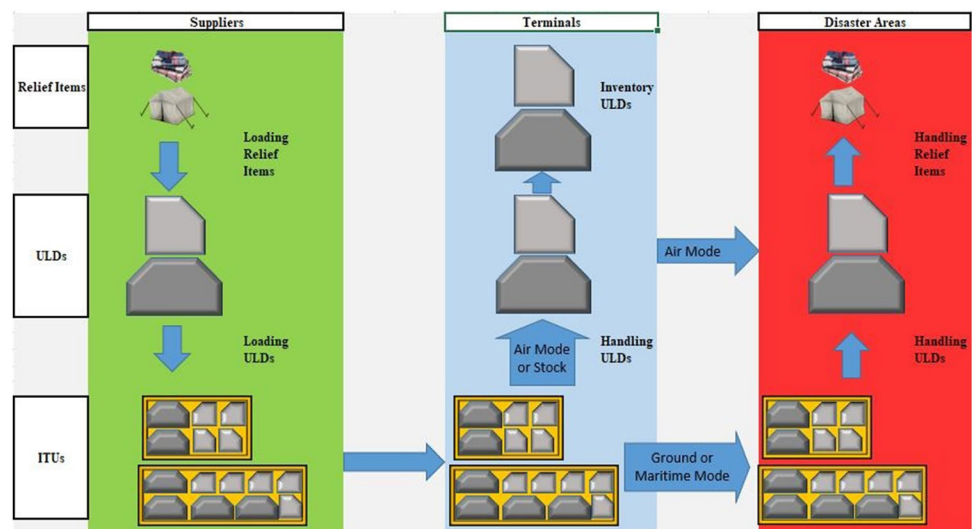 Suppliers
Terminals
Disaster Areas
Relief Items
Inventory
ULDs
Loading
Relief
Items
Handling
Relief
Items
ULDs
Air Mode
Loading
ULDs
Air Mode
or Stock
Handling
ULDs
Handling
ULDs
ITUs
Ground or
Maritime Mode